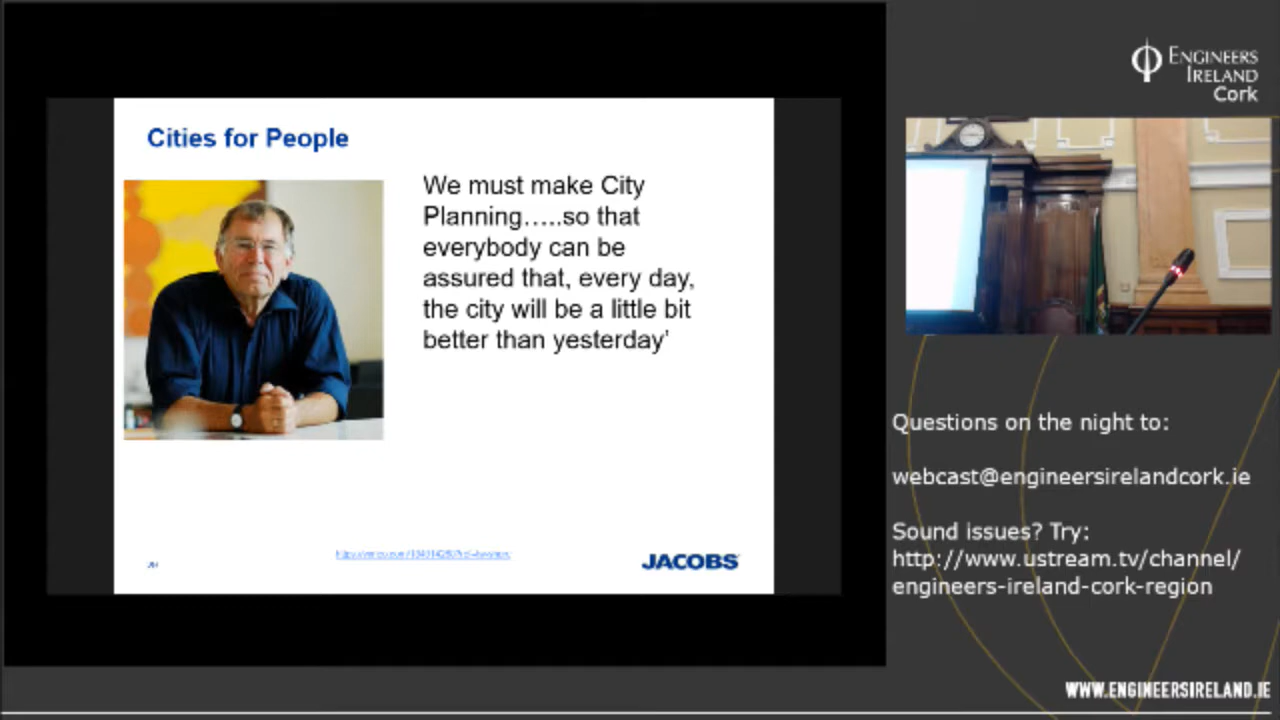 Cities for People
We must make City
Planning…..so that
everybody can be
assured that, every day,
the city will be a little bit
better than yesterday’
JACOBS
ENGINEERS
IRELAND
Cork
Questions on the night to:
webcast@engineersirelandcork.ie
Sound issues? Try:
http://www.ustream.tv/channel/
engineers-ireland-cork-region
WWW.ENGINEERSIRELAND.IE